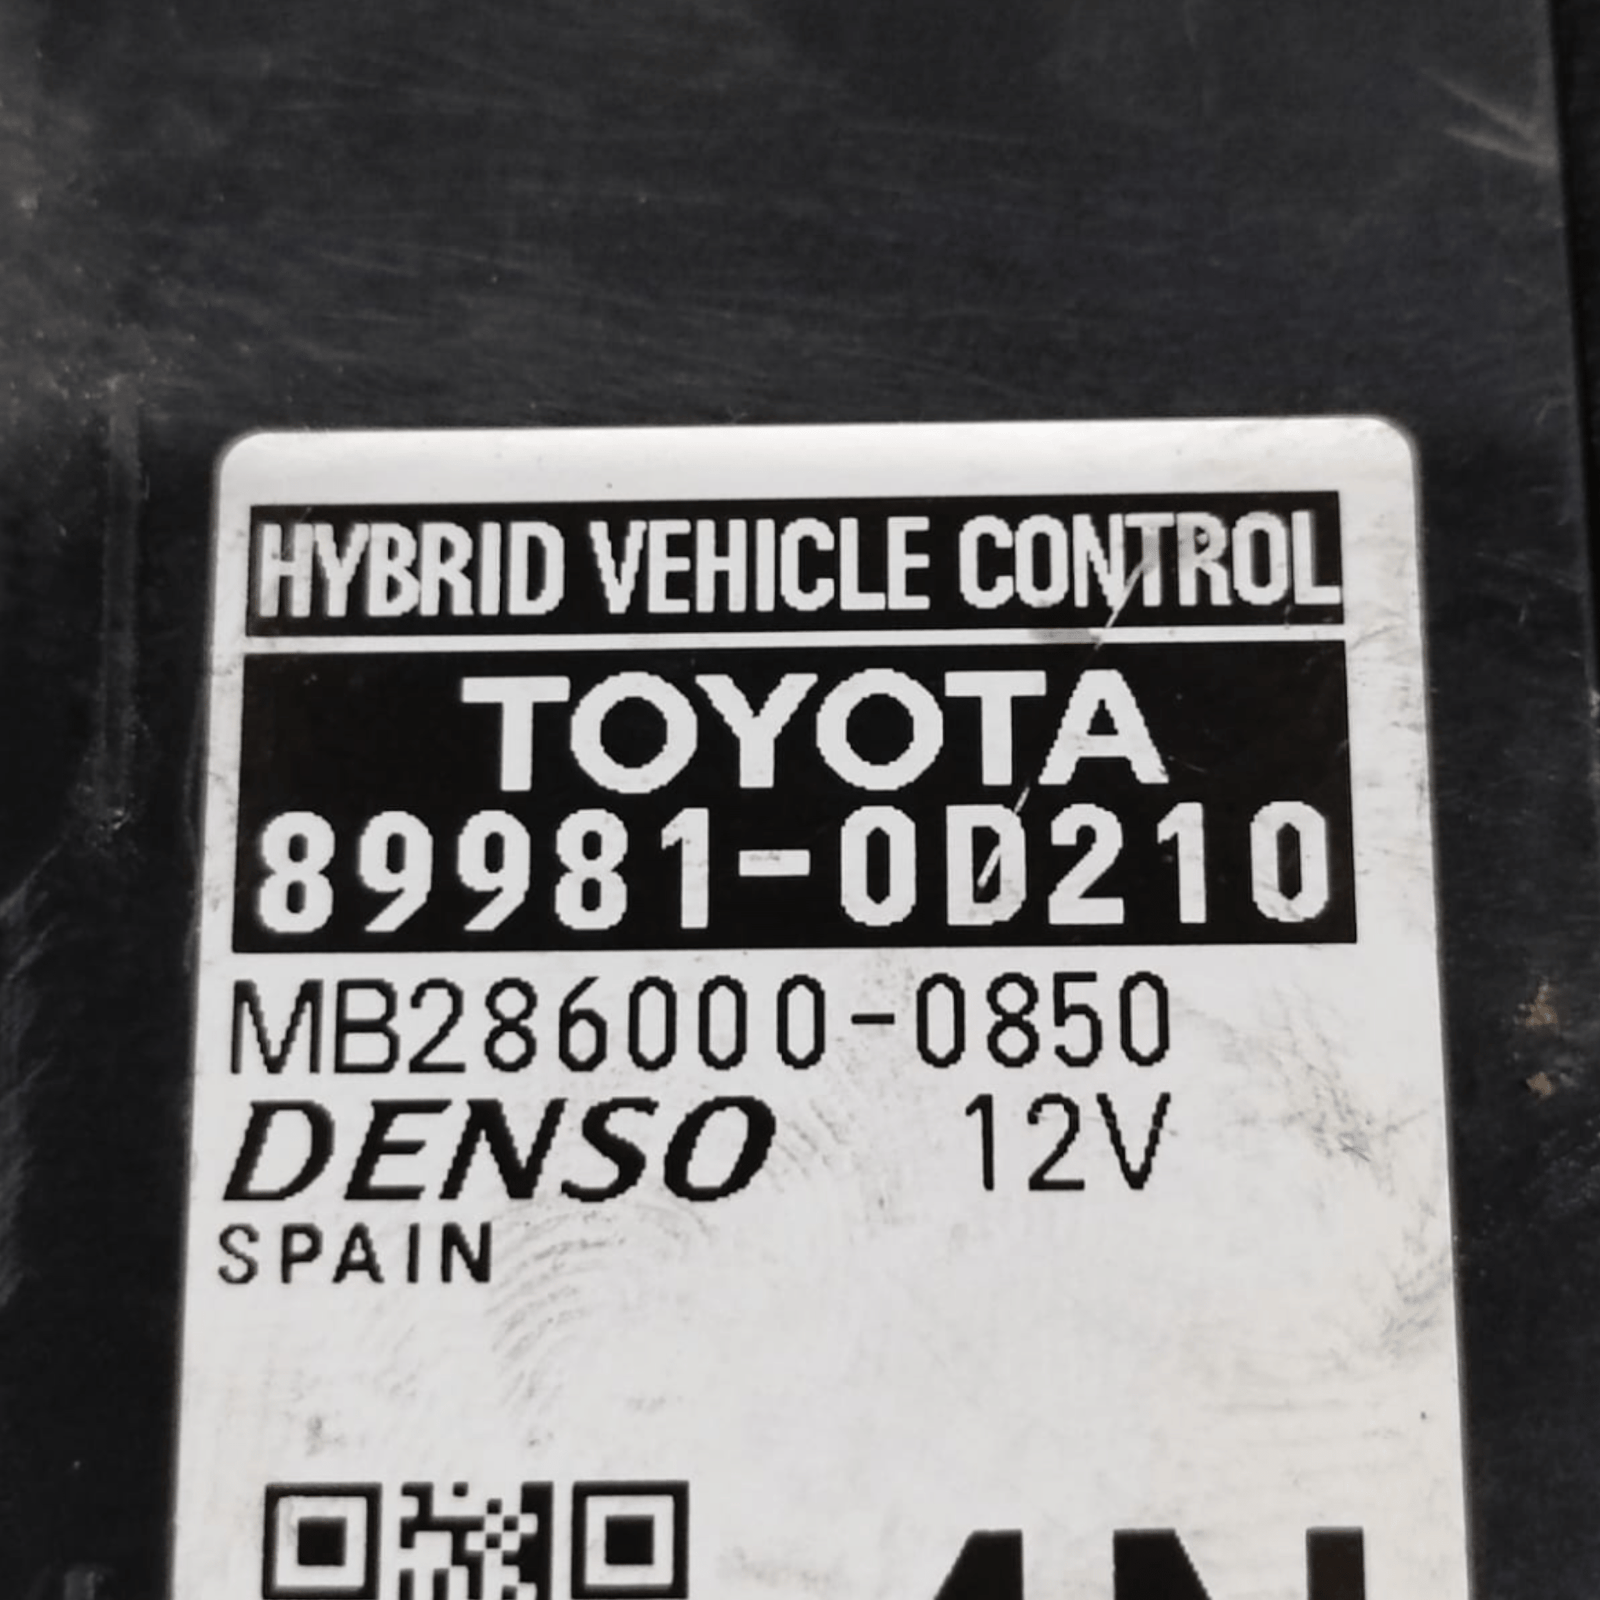 HYBRID VEHICLE CONTROL
TOYOTA
89981-0D210
MB286000-0850
DENSO 12V
SPAIN